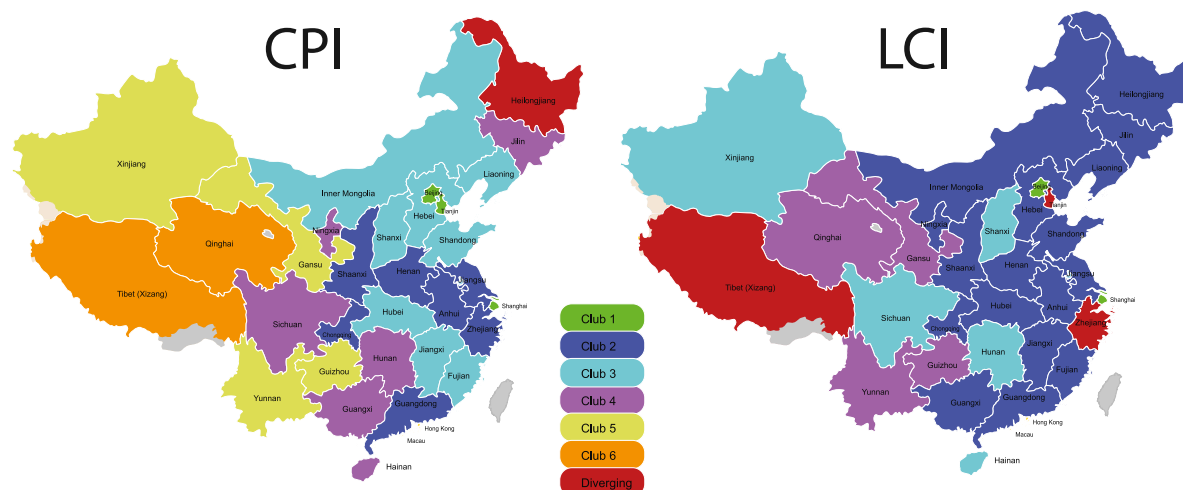 CPI
Heilongjiang
Jilin
Xinjiang
Liaoning
Inner Mongolia
Beijing
Tianjin
Hebei
Ningxia
Shanxi
Shandong
Qinghai
Gansu
Shaanxi
Henan
Jiangsu
Tibet (Xizang)
Shanghai
Hubei
Anhui
Sichuan
Chongqing
Zhejiang
Hunan
Jiangxi
Guizhou
Fujian
Yunnan
Guangxi
Guangdong
Hong Kong
Macau
Hainan
Club 1
Club 2
Club 3
Club 4
Club 5
Club 6
Diverging
LCI
Heilongjiang
Jilin
Xinjiang
Liaoning
Inner Mongolia
Beijing
Tianjin
Hebei
Ningxia
Shanxi
Shandong
Qinghai
Gansu
Shaanxi
Henan
Jiangsu
Tibet (Xizang)
Shanghai
Hubei
Anhui
Sichuan
Chongqing
Zhejiang
Hunan
Jiangxi
Guizhou
Fujian
Yunnan
Guangxi
Guangdong
Hong Kong
Macau
Hainan